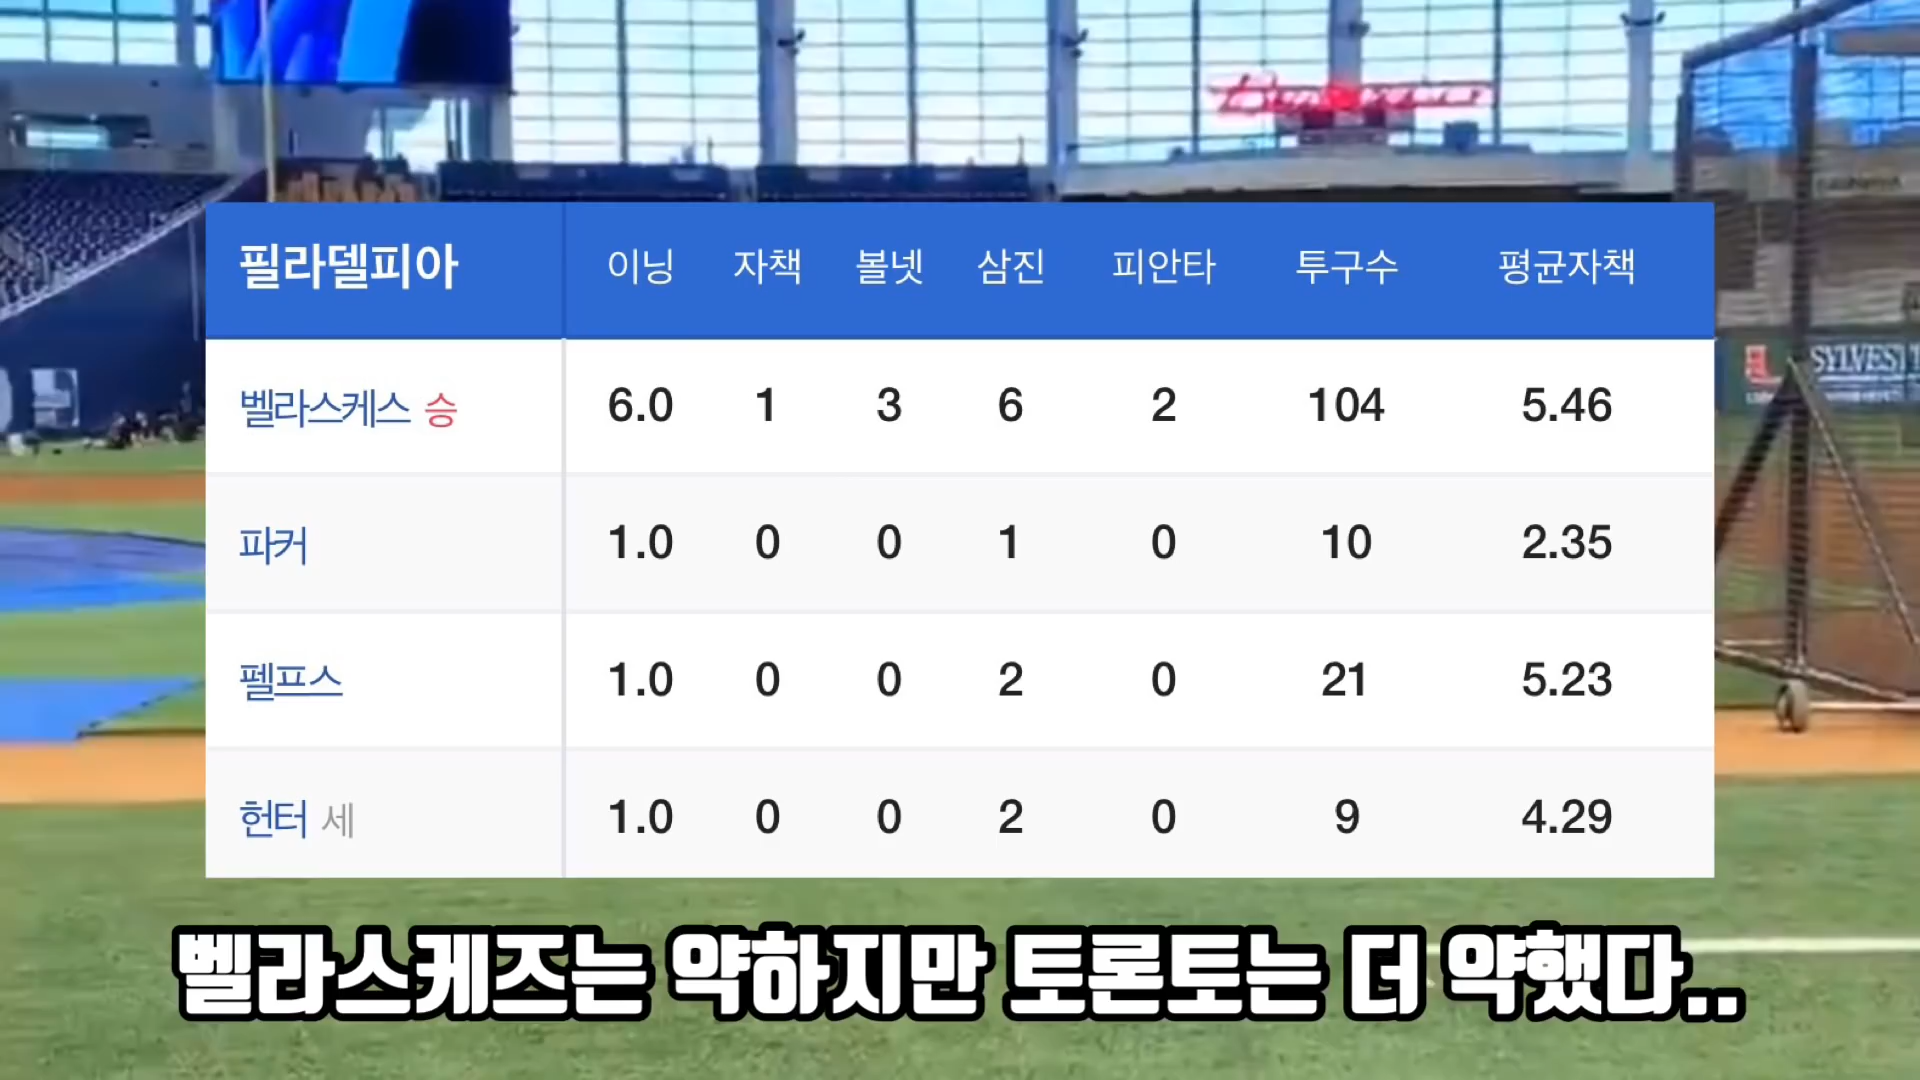 필라델피아 이닝 자책 볼넷 삼진 피안타 투구수 평균자책
벨라스케스 승 6.0 1 3 6 2 104 5.46
파커 1.0 0 0 1 0 10 2.35
펠프스 1.0 0 0 2 0 21 5.23
헌터 세 1.0 0 0 2 0 9 4.29
벨라스케즈는 약하지만 토론토는 더 약했다..